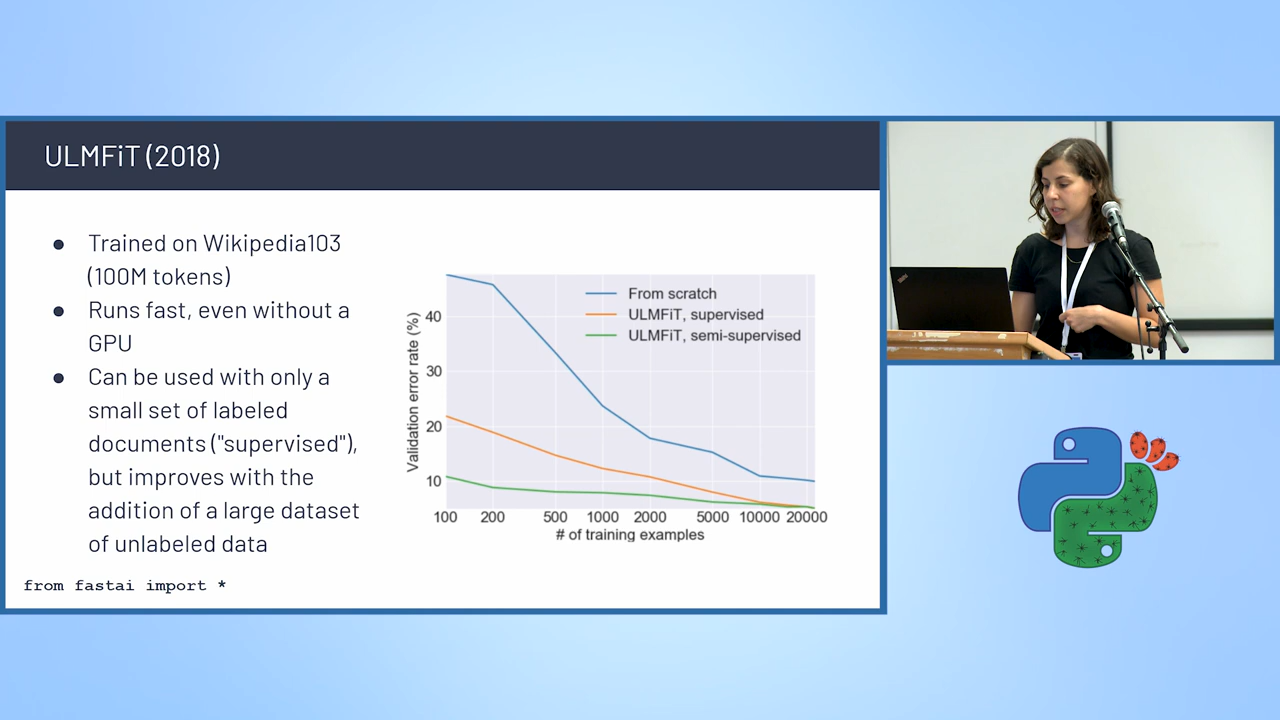 ULMFiT (2018)
● Trained on Wikipedia103
(100M tokens)
● Runs fast, even without a
GPU
● Can be used with only a
small set of labeled
documents ("supervised"),
but improves with the
addition of a large dataset
of unlabeled data
from fastai import *
From scratch
ULMFiT, supervised
ULMFiT, semi-supervised
Validation error rate (%)
40
30
20
10
100 200 500 1000 2000 5000 10000 20000
# of training examples